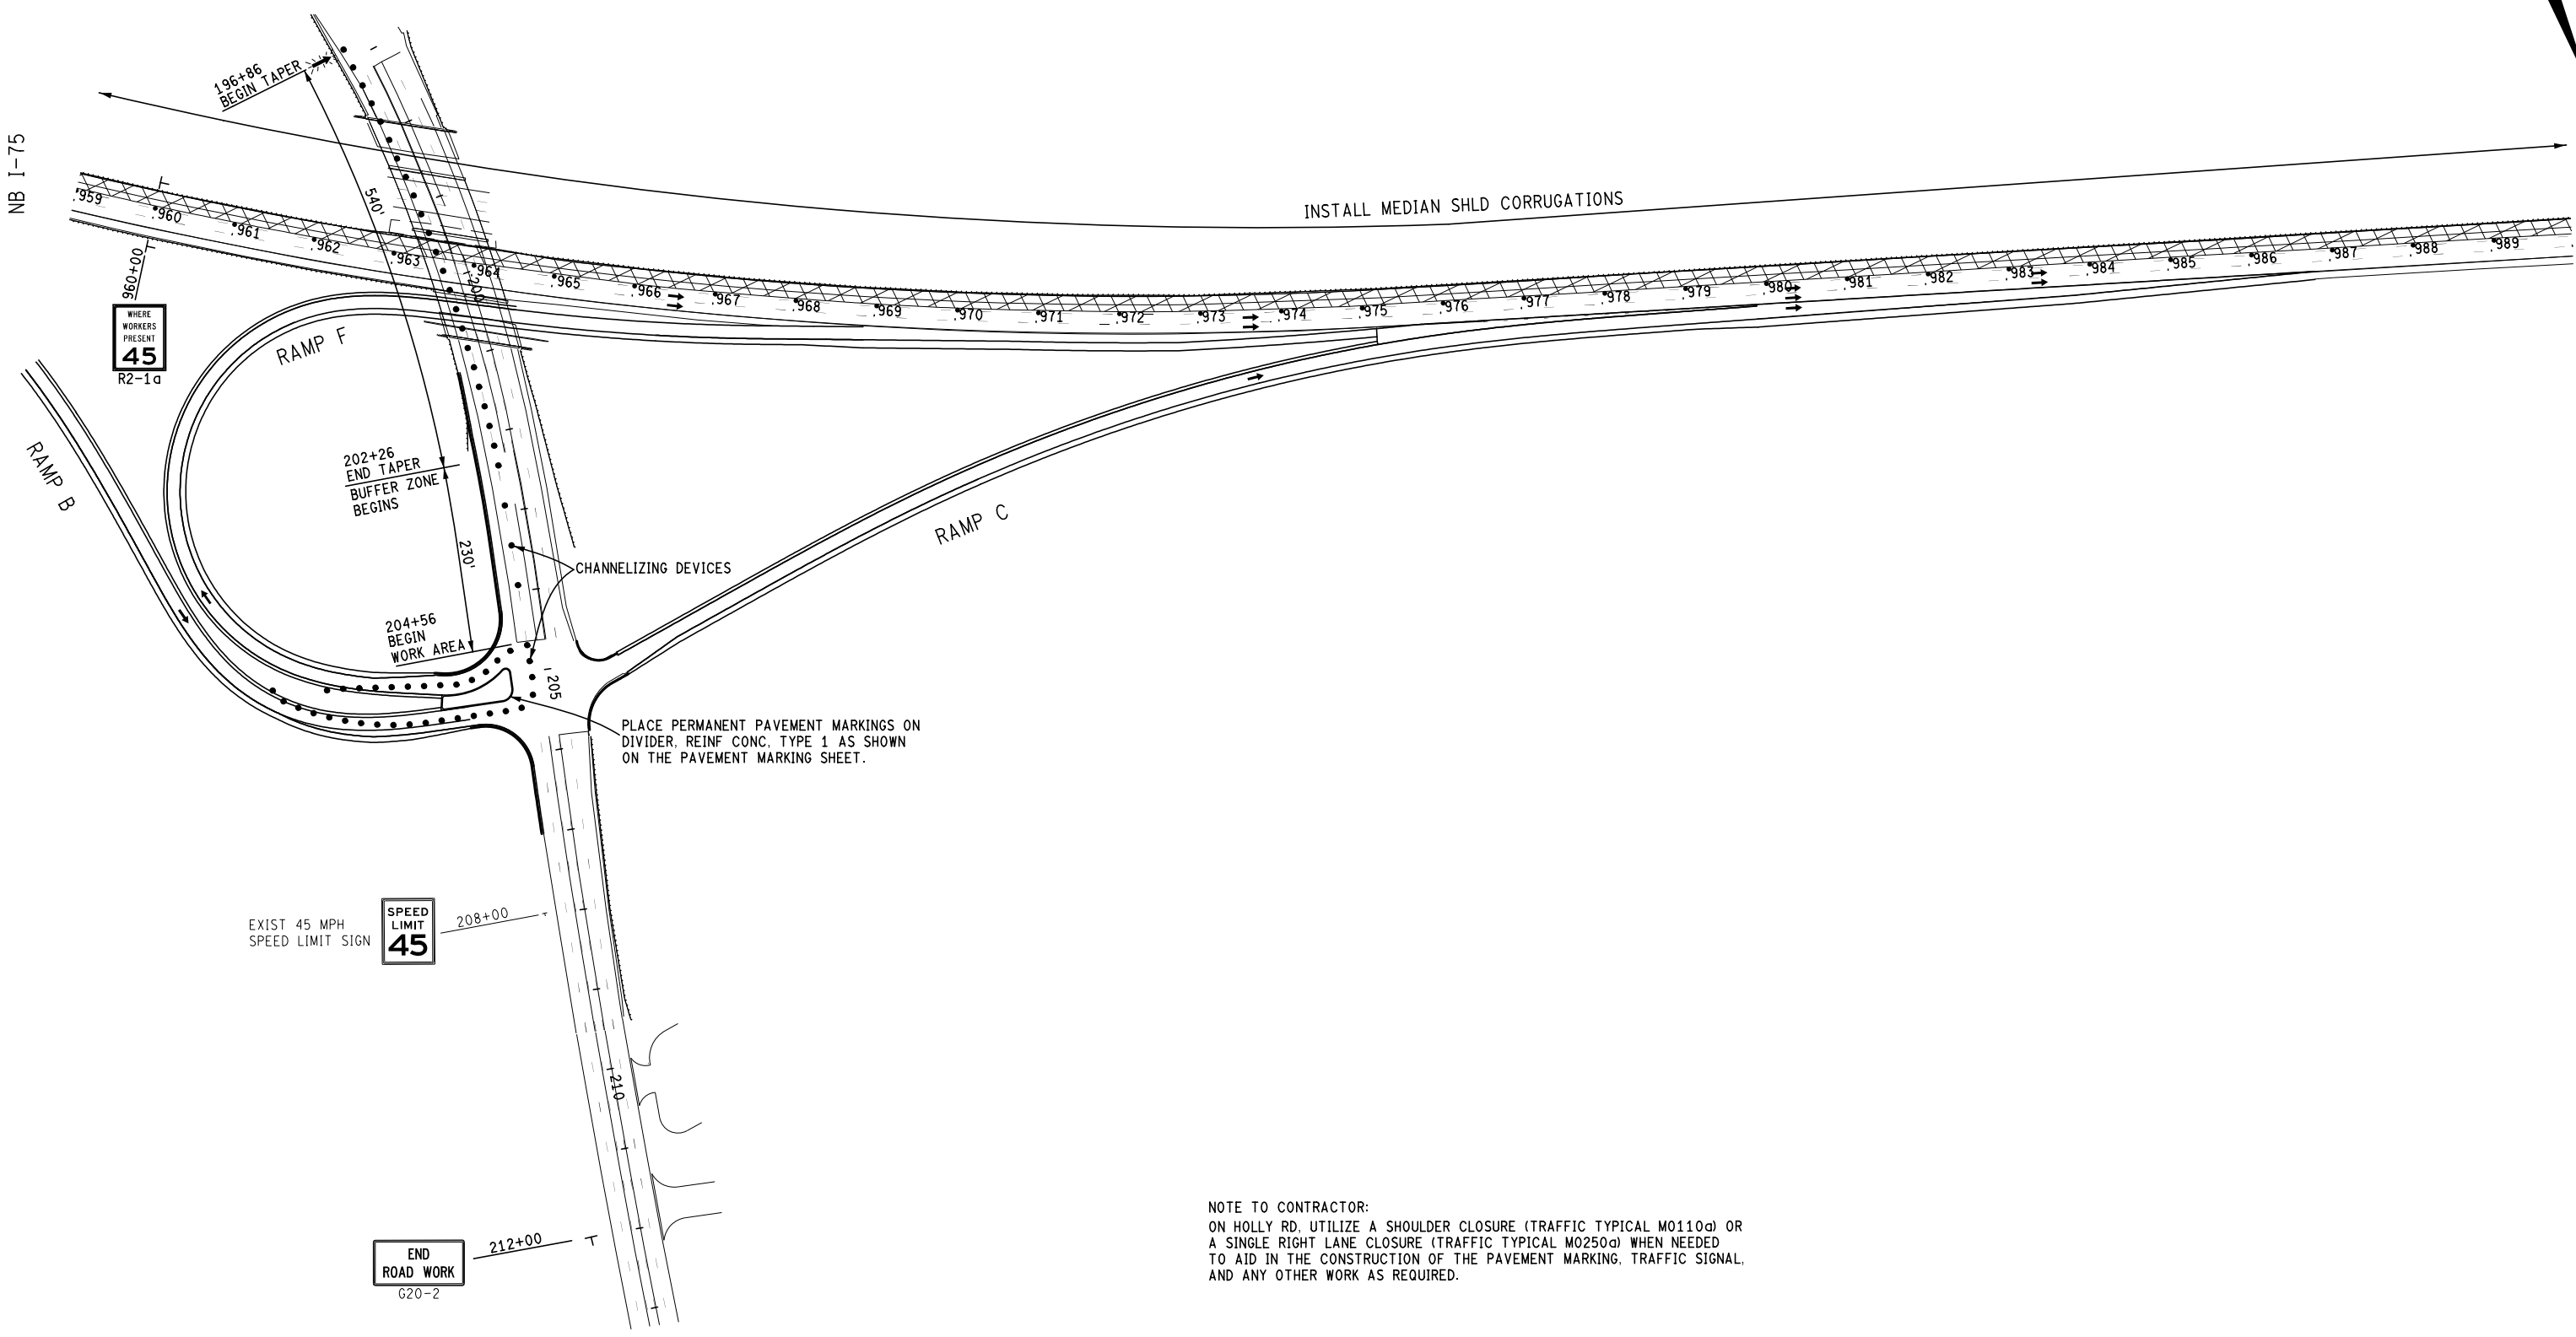 196+86
BEGIN TAPER
NB I-75
INSTALL MEDIAN SHLD CORRUGATIONS
540'
959
960
961
962
963
964
965
966
967
968
969
970
971
972
973
974
975
976
977
978
979
980
981
982
983
984
985
986
987
988
989
200
960+00
WHERE
WORKERS
PRESENT
45
R2-1a
RAMP F
RAMP B
202+26
END TAPER
BUFFER ZONE
BEGINS
RAMP C
230'
CHANNELIZING DEVICES
204+56
BEGIN
WORK AREA
205
PLACE PERMANENT PAVEMENT MARKINGS ON
DIVIDER, REINF CONC, TYPE 1 AS SHOWN
ON THE PAVEMENT MARKING SHEET.
EXIST 45 MPH
SPEED LIMIT SIGN
SPEED
LIMIT
45
208+00
210
END
ROAD WORK
G20-2
212+00
NOTE TO CONTRACTOR:
ON HOLLY RD, UTILIZE A SHOULDER CLOSURE (TRAFFIC TYPICAL M0110a) OR
A SINGLE RIGHT LANE CLOSURE (TRAFFIC TYPICAL M0250a) WHEN NEEDED
TO AID IN THE CONSTRUCTION OF THE PAVEMENT MARKING, TRAFFIC SIGNAL,
AND ANY OTHER WORK AS REQUIRED.